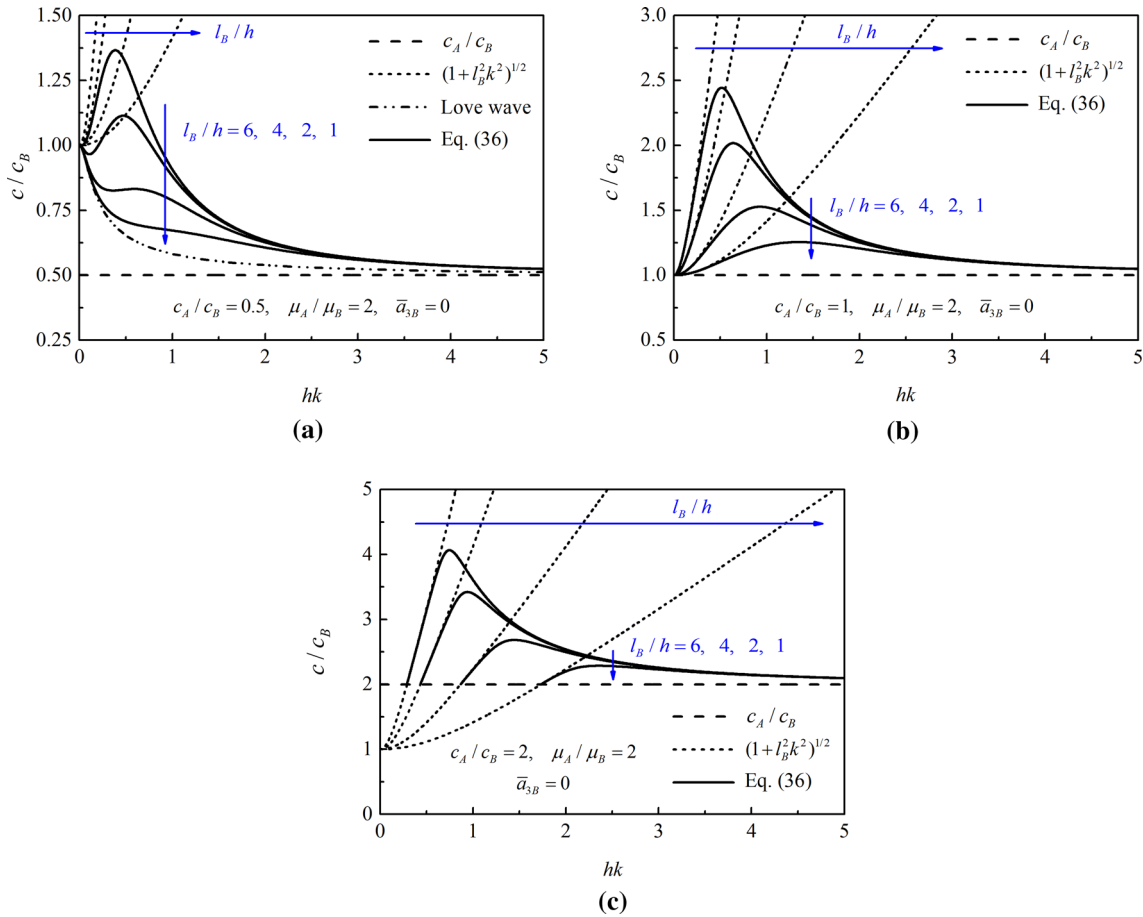 1.50
1.25
1.00
0.75
0.50
0.25
c / c_B
l_B / h
c_A / c_B
(1+l_B^2k^2)^{1/2}
Love wave
Eq. (36)
l_B / h = 6, 4, 2, 1
c_A / c_B = 0.5, μ_A / μ_B = 2, a̅_{3B} = 0
0 1 2 3 4 5
hk
(a)
3.0
2.5
2.0
1.5
1.0
0.5
c / c_B
l_B / h
c_A / c_B
(1+l_B^2k^2)^{1/2}
Eq. (36)
l_B / h = 6, 4, 2, 1
c_A / c_B = 1, μ_A / μ_B = 2, a̅_{3B} = 0
0 1 2 3 4 5
hk
(b)
5
4
3
2
1
0
c / c_B
l_B / h
l_B / h = 6, 4, 2, 1
c_A / c_B
(1+l_B^2k^2)^{1/2}
Eq. (36)
c_A / c_B = 2, μ_A / μ_B = 2
a̅_{3B} = 0
0 1 2 3 4 5
hk
(c)